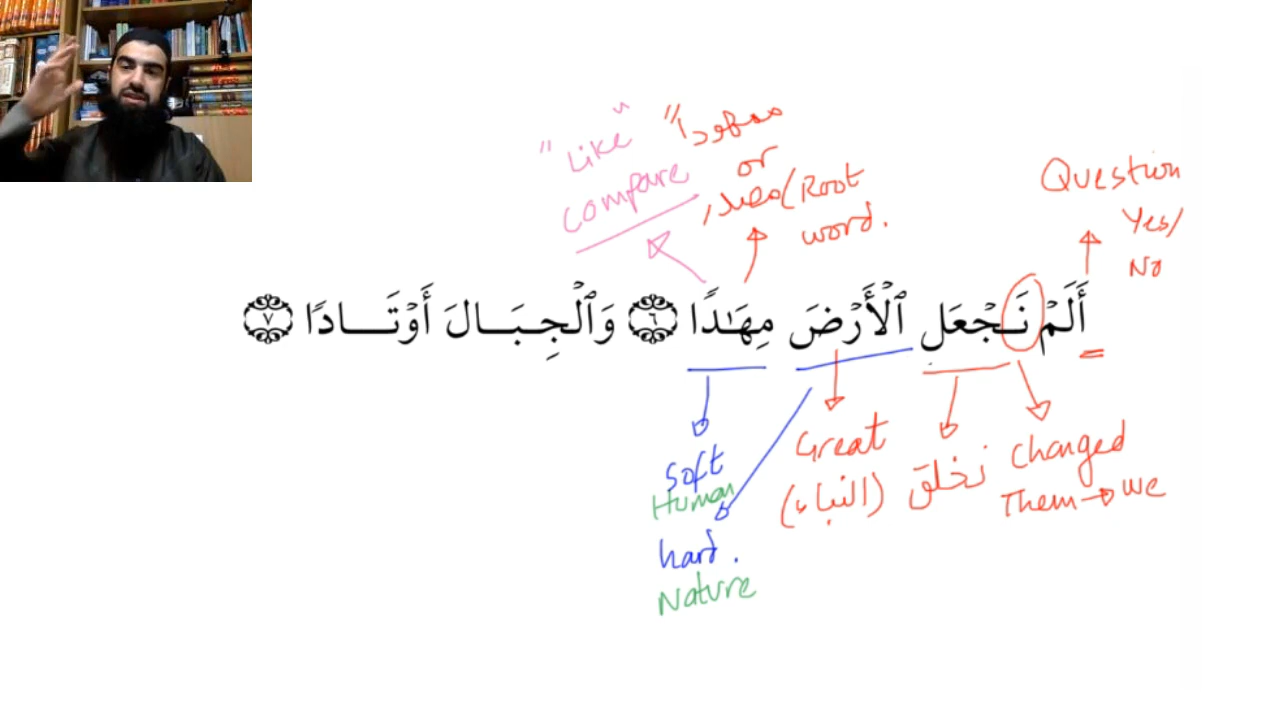 "Like"
compare
"ممهودا"
or
مصدر/Root
word.
Question
Yes/
No
أَلَمْ نَجْعَلِ ٱلْأَرْضَ مِهَـٰدًا ٦ وَٱلْجِبَالَ أَوْتَادًا ٧
Soft
Human
hard.
Nature
Great
(النباء)
نخلق
Changed
Them → We